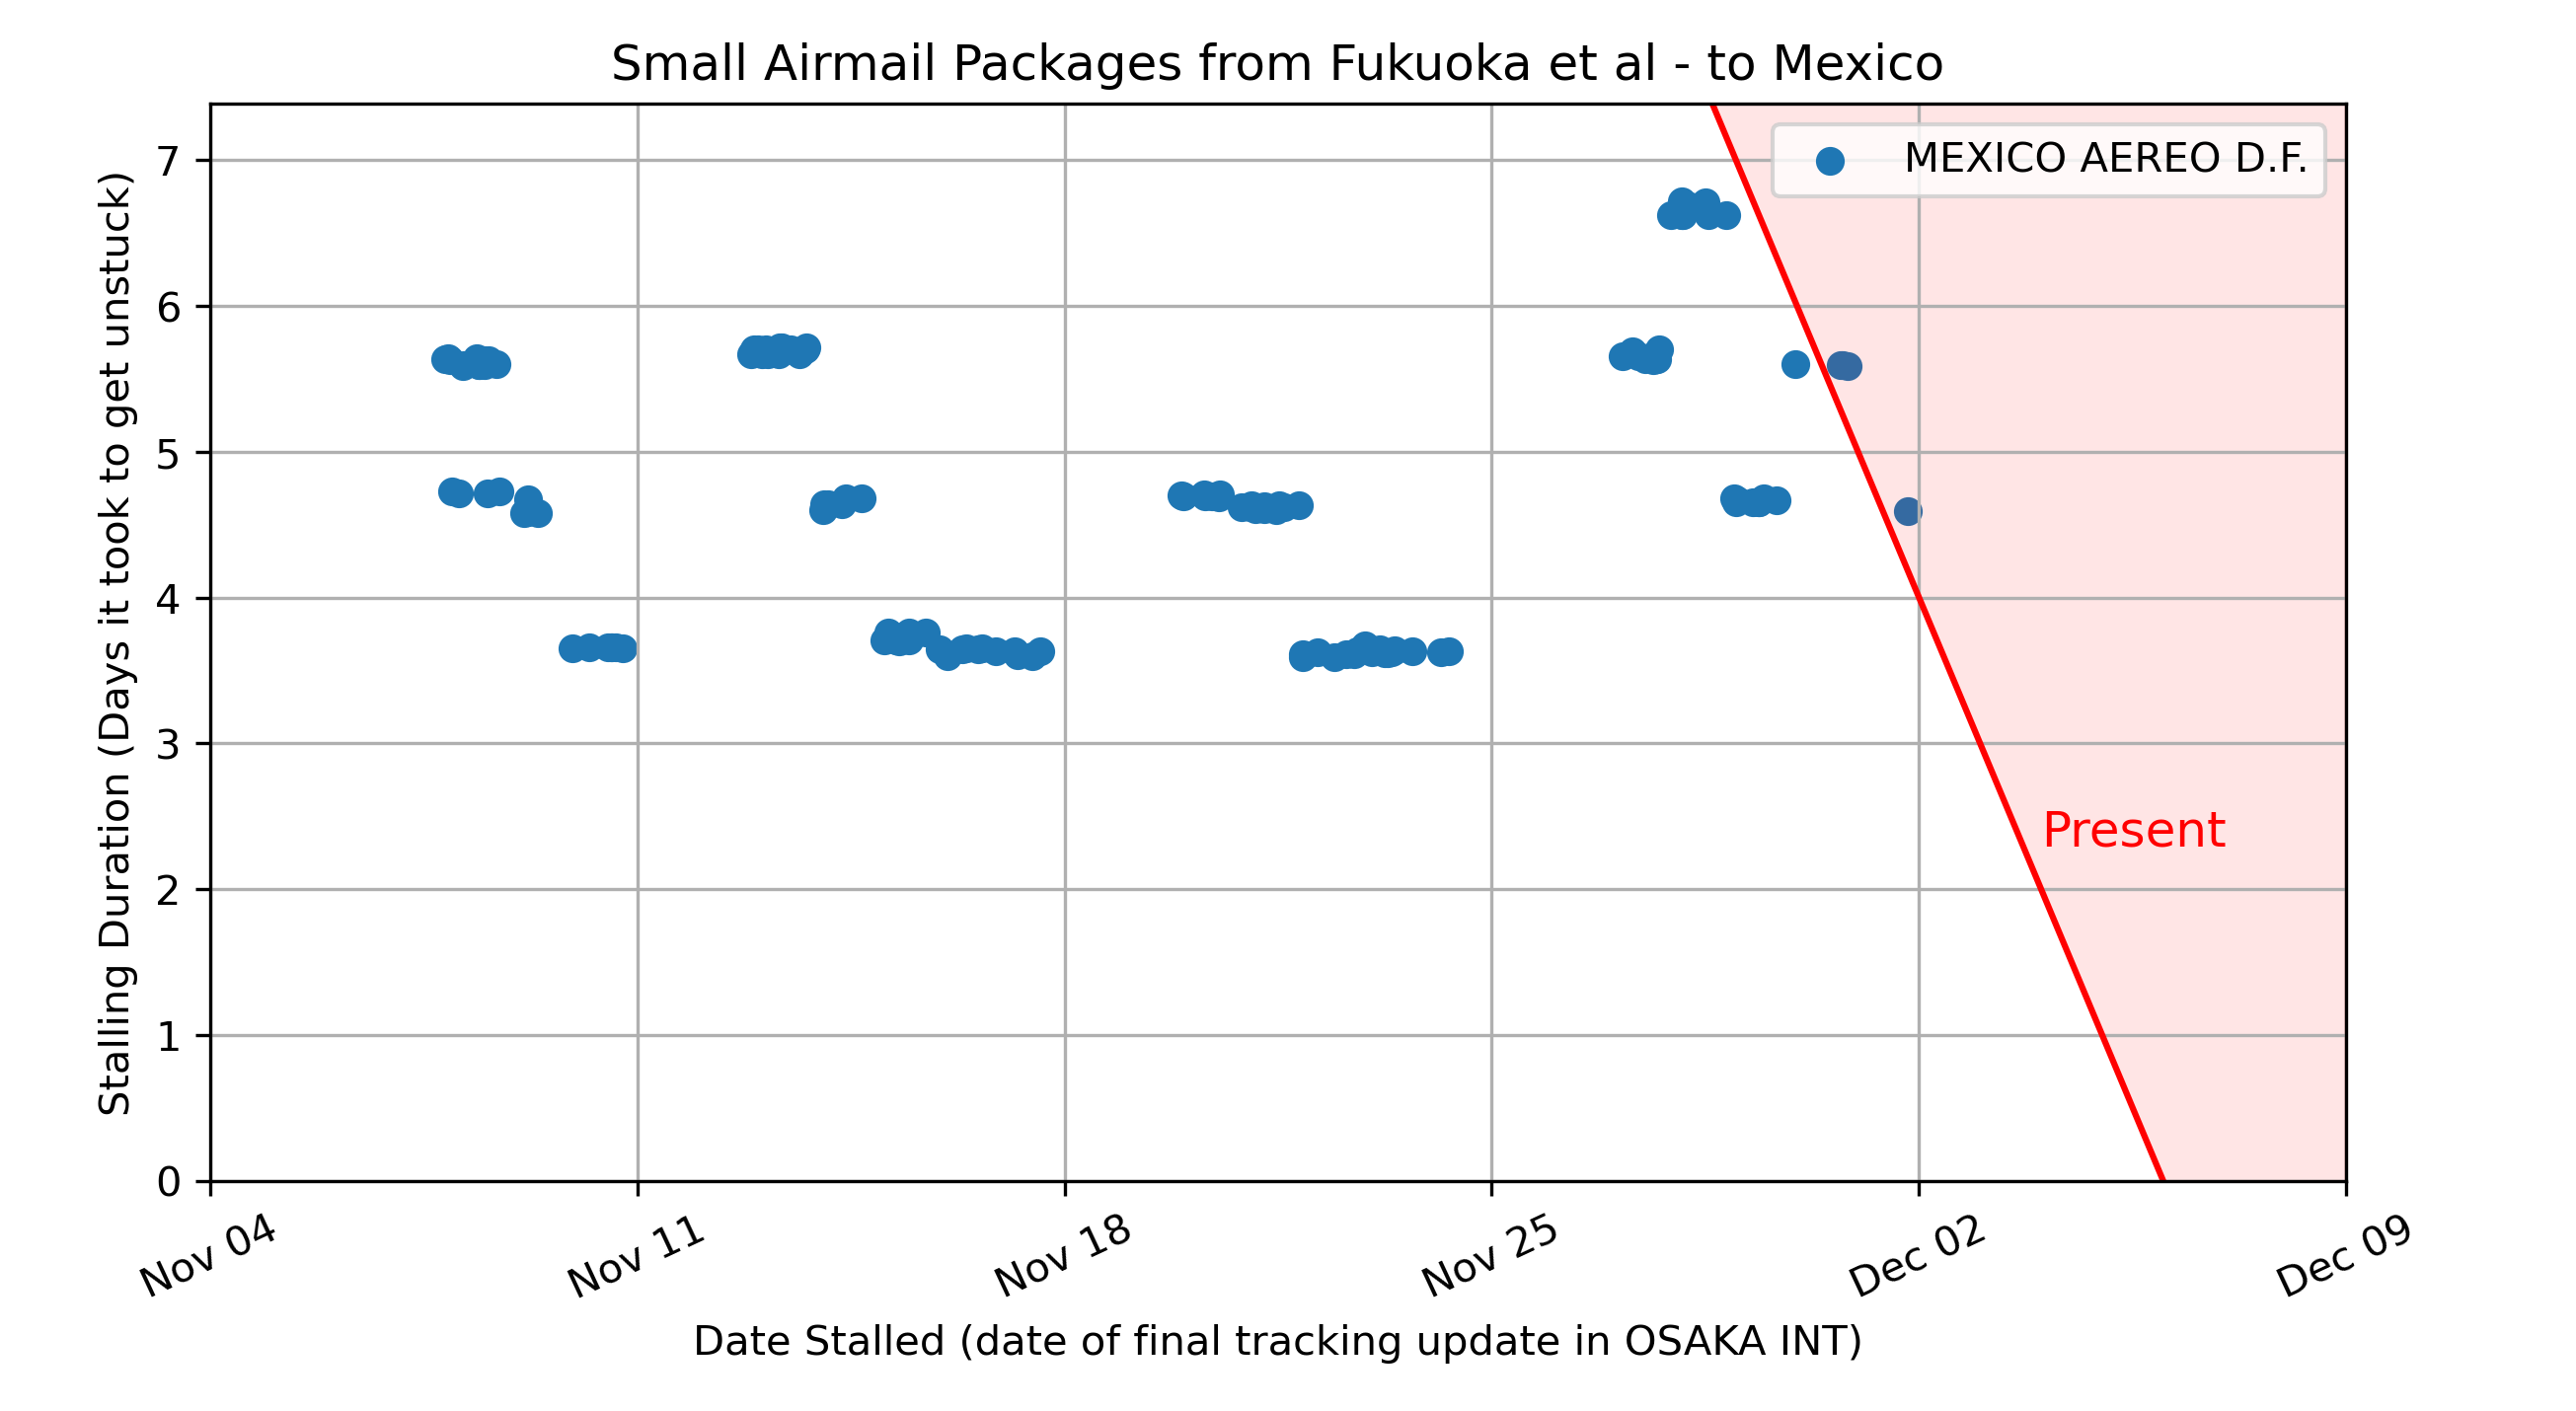 Small Airmail Packages from Fukuoka et al - to Mexico
MEXICO AEREO D.F.
Stalling Duration (Days it took to get unstuck)
7
6
5
4
3
2
1
0
Present
Nov 04
Nov 11
Nov 18
Nov 25
Dec 02
Dec 09
Date Stalled (date of final tracking update in OSAKA INT)